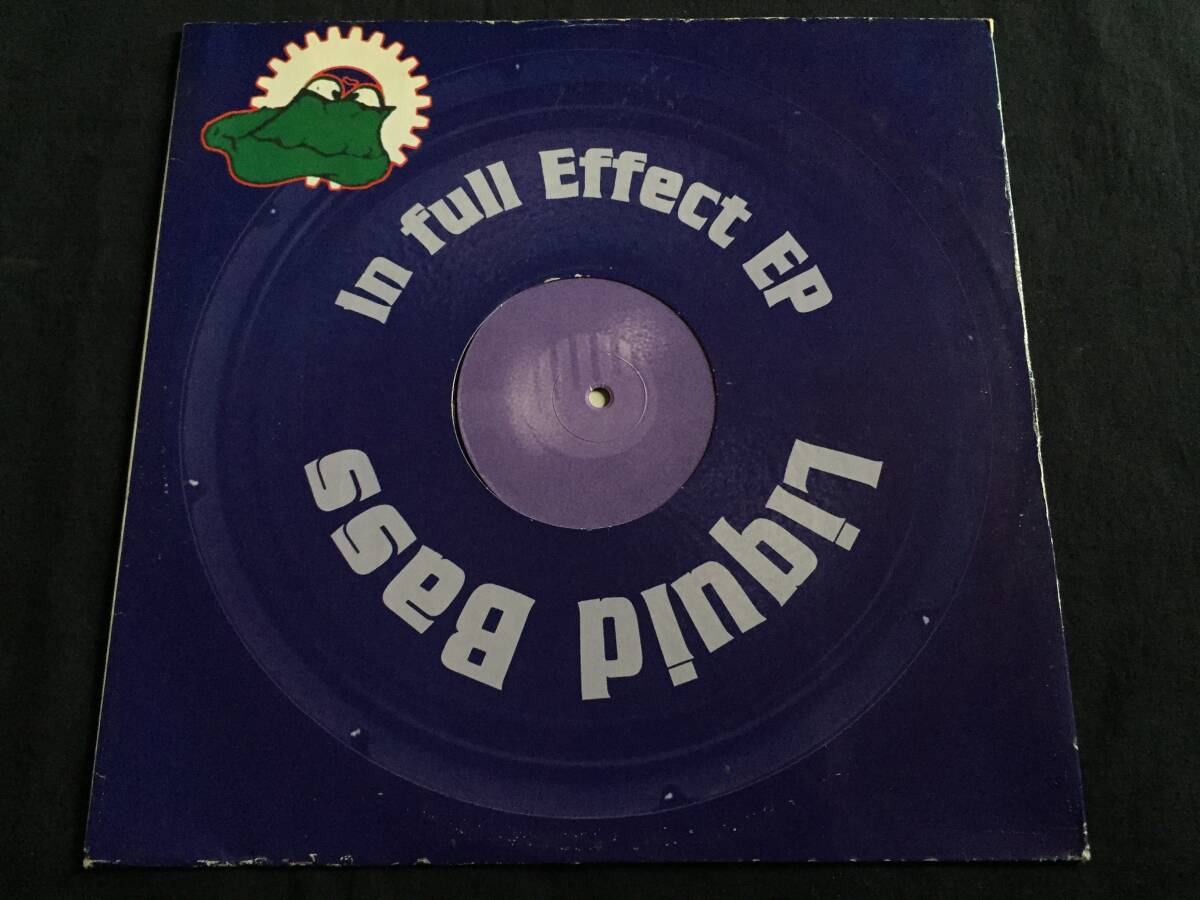 In full Effect EP
Liquid Bass